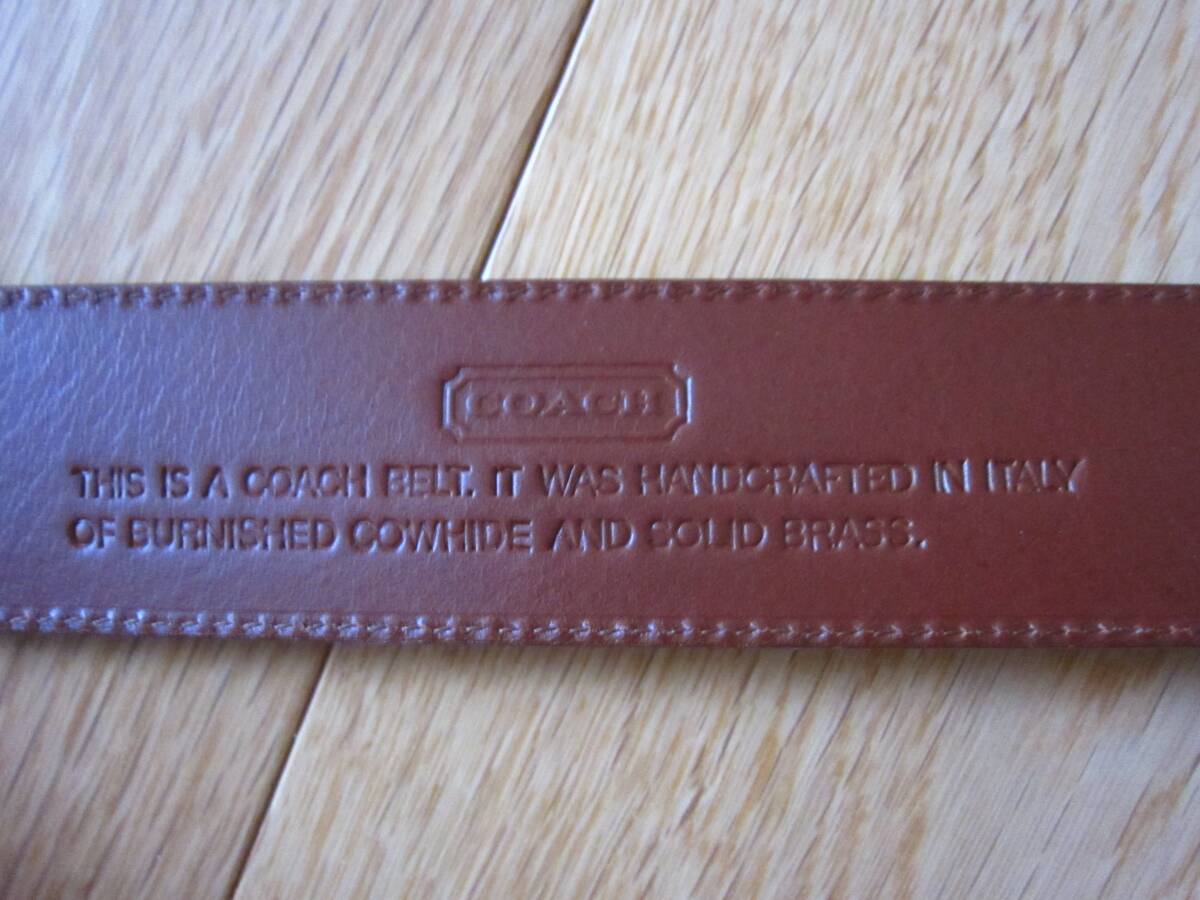 COACH
THIS IS A COACH BELT. IT WAS HANDCRAFTED IN ITALY
OF BURNISHED COWHIDE AND SOLID BRASS.